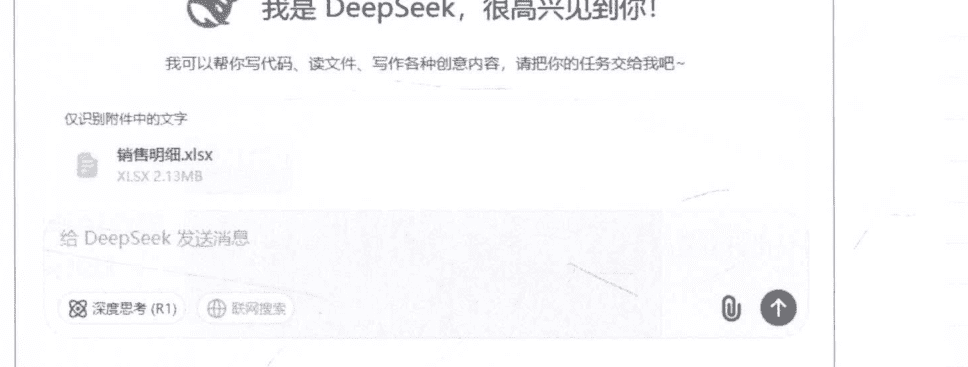 我是 DeepSeek，很高兴见到你！
我可以帮你写代码、读文件、写作各种创意内容，请把你的任务交给我吧~
仅识别附件中的文字
销售明细.xlsx
XLSX 2.13MB
给 DeepSeek 发送消息
深度思考 (R1) 联网搜索